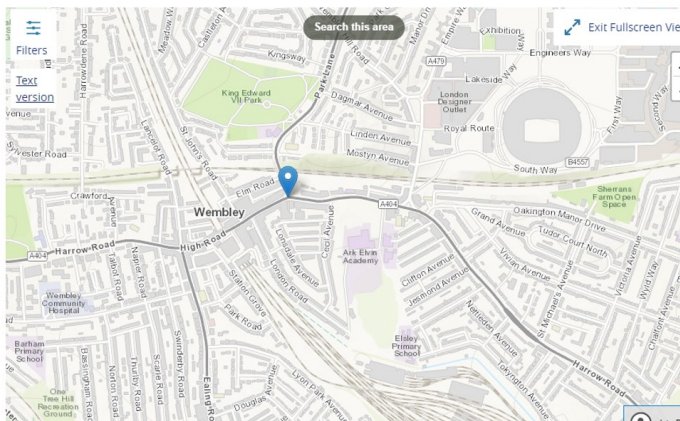 Filters
Text
version
Search this area
Exit Fullscreen Vie
Harrowdene Road
Meadow W
Castleton A
Kingsway
King Edward
VII Park
Park Lane
Manor D
Empire W
Exhibition
Way
Engineers Way
A479
Lakeside
Way
London
Designer
Outlet
Royal Route
Dagmar Avenue
Linden Avenue
Mostyn Avenue
First Way
Second Way
South Way
B4557
venue
Sylvester Road
Lancelot Road
St John's Road
Elm Road
Crawford
Avenue
Wembley
High Road
Harrow Road
A404
A404
Cecil Avenue
Lonsdale Avenue
London Road
Ark Elvin
Academy
Sherrans
Farm Open
Space
Oakington Manor Drive
Grand Avenue
Tudor Court North
Vivian Avenue
St Michael's Avenue
Victoria Avenue
Wyld Way
Chalfont Avenue
Clifton Avenue
Jesmond Avenue
Nettleden Avenue
Talbot Road
Napier Road
Wembley
Community
Hospital
Station Grove
Park Road
Elsley
Primary
School
Tokyngton Avenue
Harrow Road
Barham
Primary
School
Bassingham Road
Norton Road
Thurlby Road
Scarle Road
Swinderby Road
Ealing Ro
Douglas Avenue
Lyon Park Avenue
One
Tree Hill
Recreation
Ground